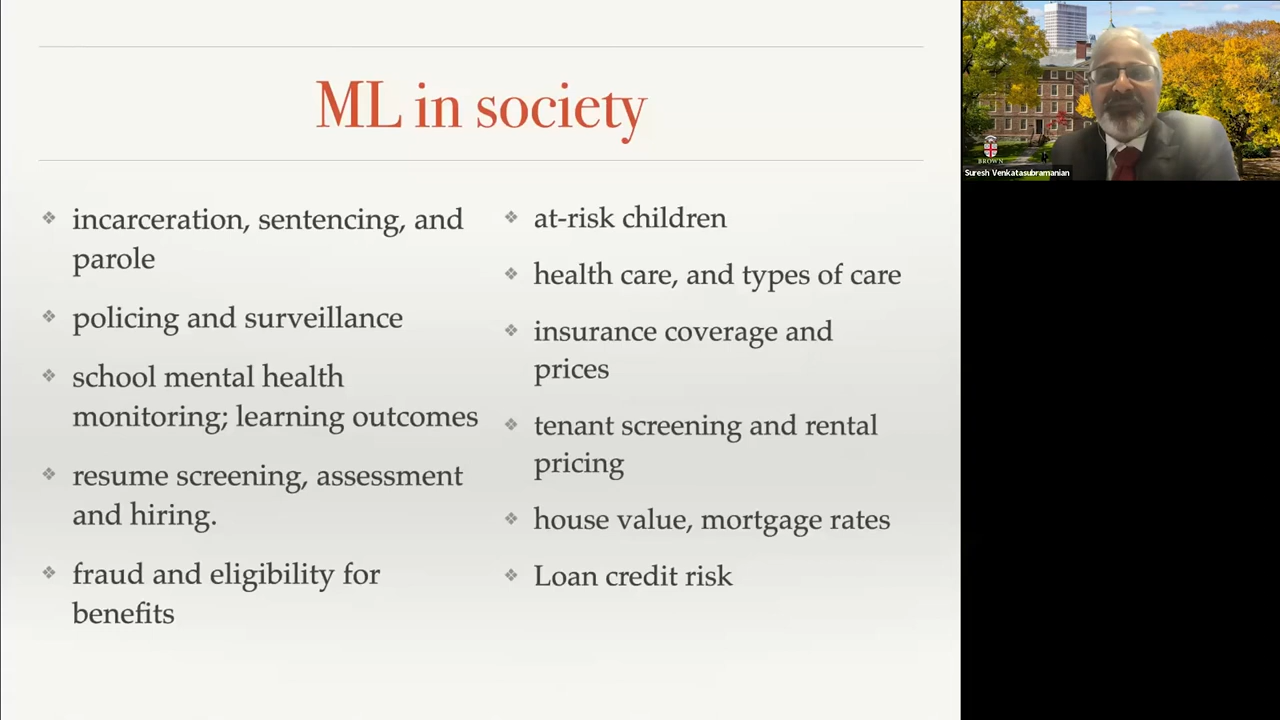 ML in society
incarceration, sentencing, and
parole
policing and surveillance
school mental health
monitoring; learning outcomes
resume screening, assessment
and hiring.
fraud and eligibility for
benefits
at-risk children
health care, and types of care
insurance coverage and
prices
tenant screening and rental
pricing
house value, mortgage rates
Loan credit risk
BROWN
Suresh Venkatasubramanian